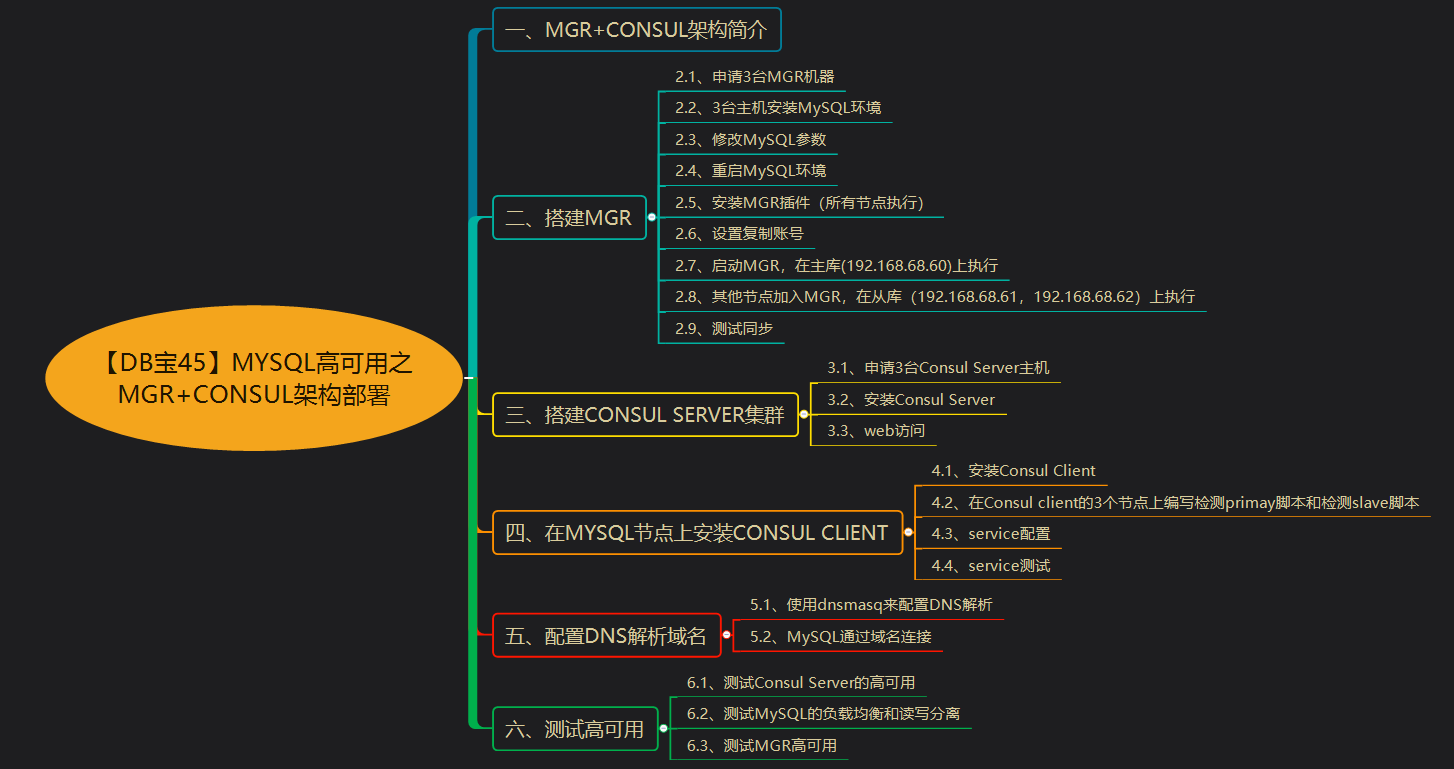 【DB宝45】MYSQL高可用之
MGR+CONSUL架构部署
一、MGR+CONSUL架构简介
二、搭建MGR
2.1、申请3台MGR机器
2.2、3台主机安装MySQL环境
2.3、修改MySQL参数
2.4、重启MySQL环境
2.5、安装MGR插件（所有节点执行）
2.6、设置复制账号
2.7、启动MGR，在主库(192.168.68.60)上执行
2.8、其他节点加入MGR，在从库（192.168.68.61，192.168.68.62）上执行
2.9、测试同步
三、搭建CONSUL SERVER集群
3.1、申请3台Consul Server主机
3.2、安装Consul Server
3.3、web访问
四、在MYSQL节点上安装CONSUL CLIENT
4.1、安装Consul Client
4.2、在Consul client的3个节点上编写检测primay脚本和检测slave脚本
4.3、service配置
4.4、service测试
五、配置DNS解析域名
5.1、使用dnsmasq来配置DNS解析
5.2、MySQL通过域名连接
六、测试高可用
6.1、测试Consul Server的高可用
6.2、测试MySQL的负载均衡和读写分离
6.3、测试MGR高可用